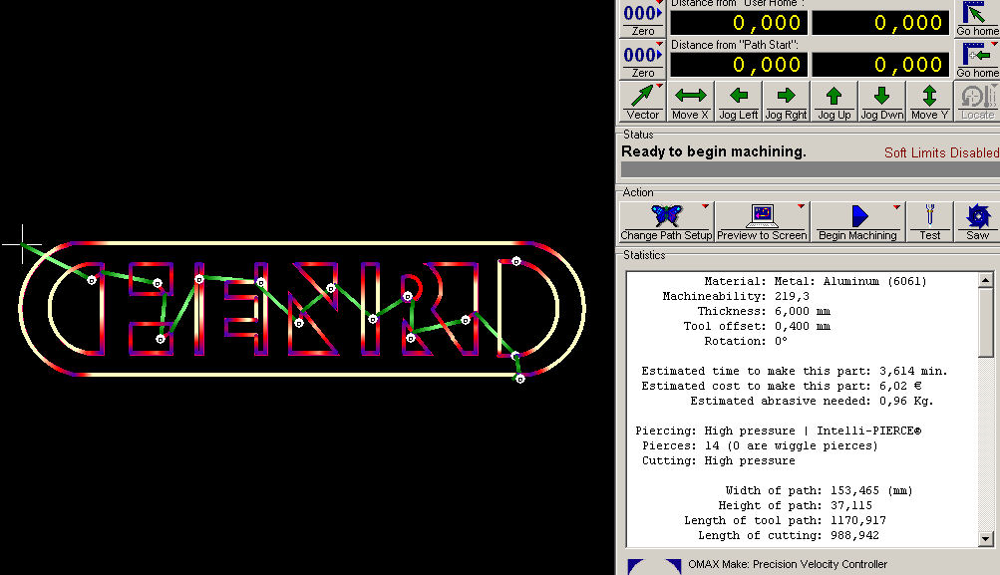 Distance from "User Home":
000 0,000 0,000
Zero Go home
Distance from "Path Start":
000 0,000 0,000
Zero Go home
Vector Move X Jog Left Jog Rght Jog Up Jog Dwn Move Y Locate
Status
Ready to begin machining. Soft Limits Disabled
Action
Change Path Setup Preview to Screen Begin Machining Test Saw
Statistics
Material: Metal: Aluminum (6061)
Machineability: 219,3
Thickness: 6,000 mm
Tool offset: 0,400 mm
Rotation: 0°
Estimated time to make this part: 3,614 min.
Estimated cost to make this part: 6,02 €
Estimated abrasive needed: 0,96 Kg.
Piercing: High pressure | Intelli-PIERCE®
Pierces: 14 (0 are wiggle pierces)
Cutting: High pressure
Width of path: 153,465 (mm)
Height of path: 37,115
Length of tool path: 1170,917
Length of cutting: 988,942
OMAX Make: Precision Velocity Controller